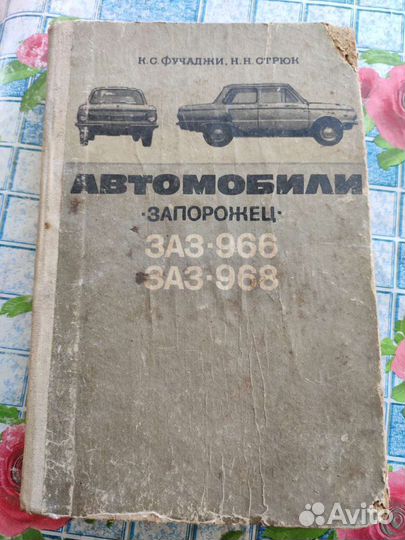 К.С. ФУЧАДЖИ, Н.Н. СТРЮК
АВТОМОБИЛИ
·ЗАПОРОЖЕЦ·
ЗАЗ-966
ЗАЗ-968
Avito